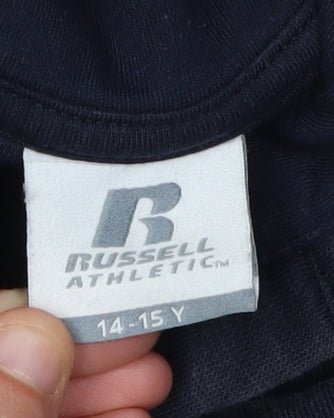 R
RUSSELL
ATHLETIC™
14-15 Y